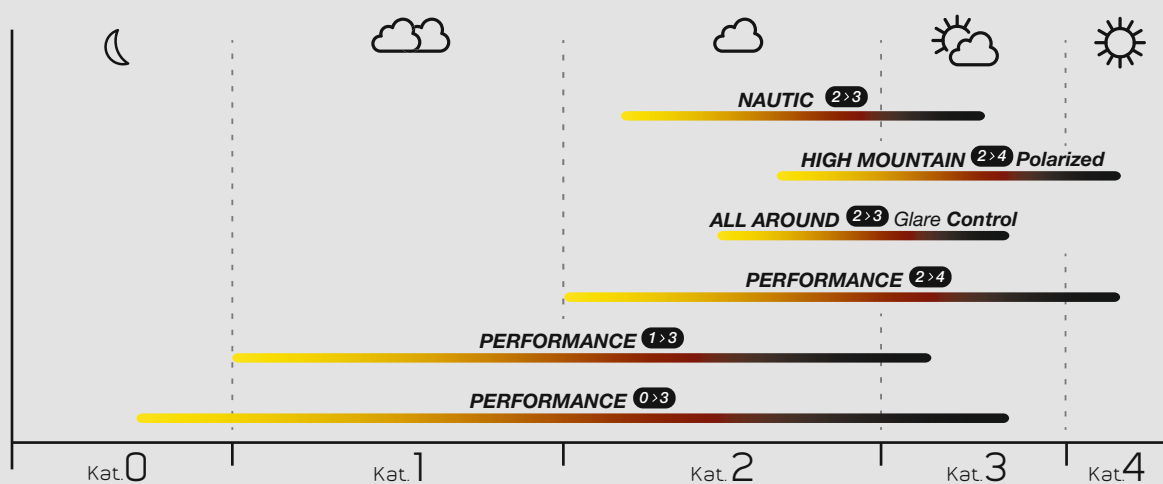 NAUTIC 2>3
HIGH MOUNTAIN 2>4 Polarized
ALL AROUND 2>3 Glare Control
PERFORMANCE 2>4
PERFORMANCE 1>3
PERFORMANCE 0>3
Kat.0 Kat.1 Kat.2 Kat.3 Kat.4